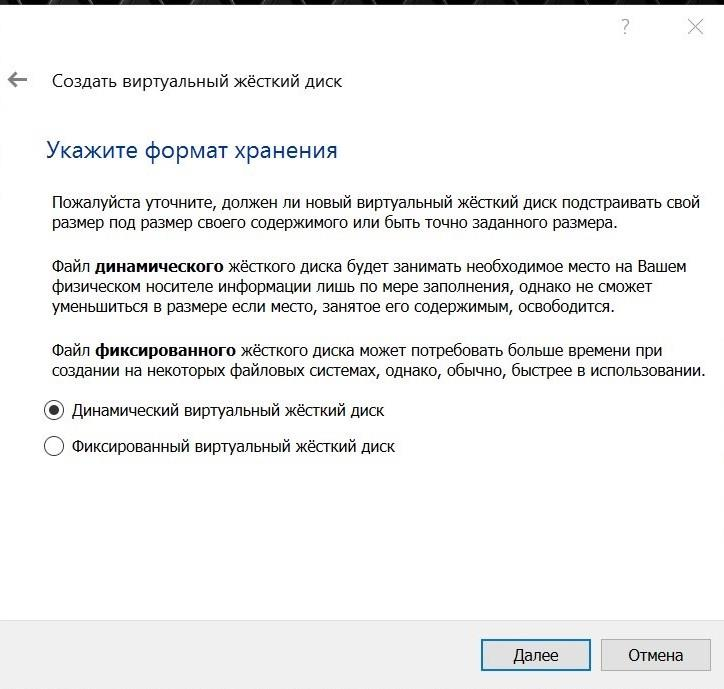 ?
Создать виртуальный жёсткий диск
Укажите формат хранения
Пожалуйста уточните, должен ли новый виртуальный жёсткий диск подстраивать свой
размер под размер своего содержимого или быть точно заданного размера.
Файл динамического жёсткого диска будет занимать необходимое место на Вашем
физическом носителе информации лишь по мере заполнения, однако не сможет
уменьшиться в размере если место, занятое его содержимым, освободится.
Файл фиксированного жёсткого диска может потребовать больше времени при
создании на некоторых файловых системах, однако, обычно, быстрее в использовании.
Динамический виртуальный жёсткий диск
Фиксированный виртуальный жёсткий диск
Далее
Отмена